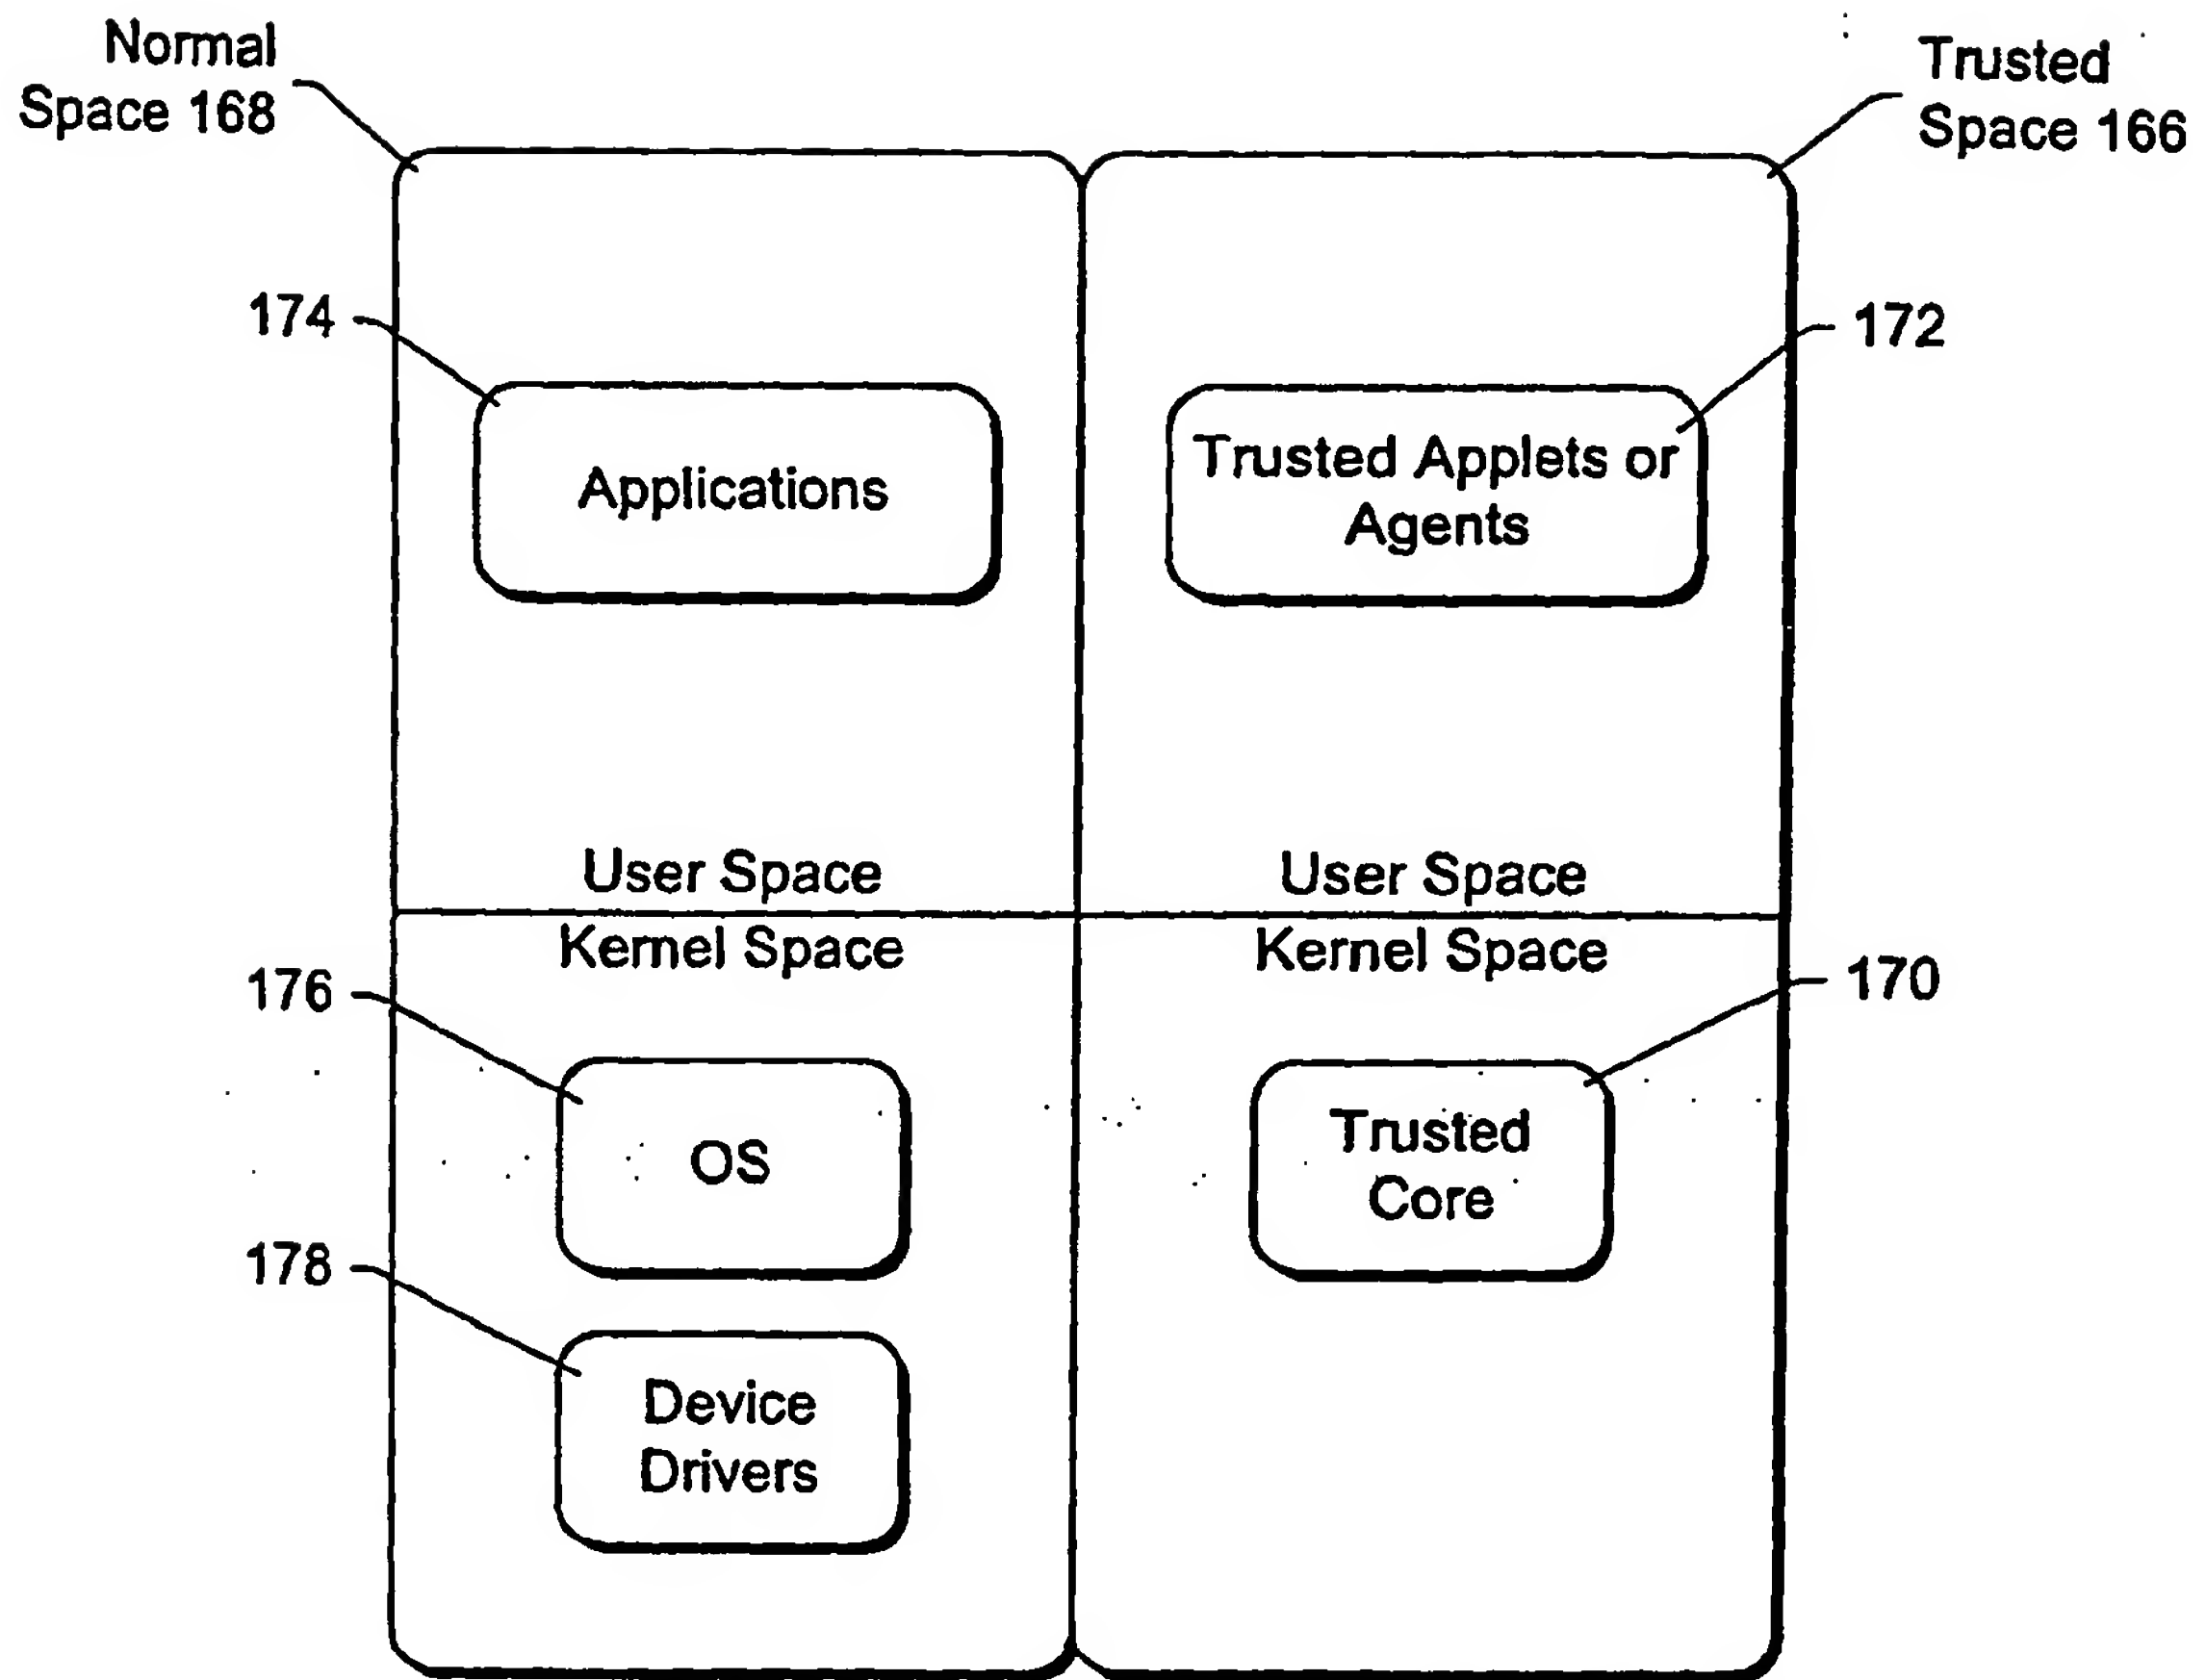 Normal
Space 168
Trusted
Space 166
174
172
Applications
Trusted Applets or
Agents
User Space
User Space
Kernel Space
Kernel Space
176
170
OS
Trusted
Core
178
Device
Drivers